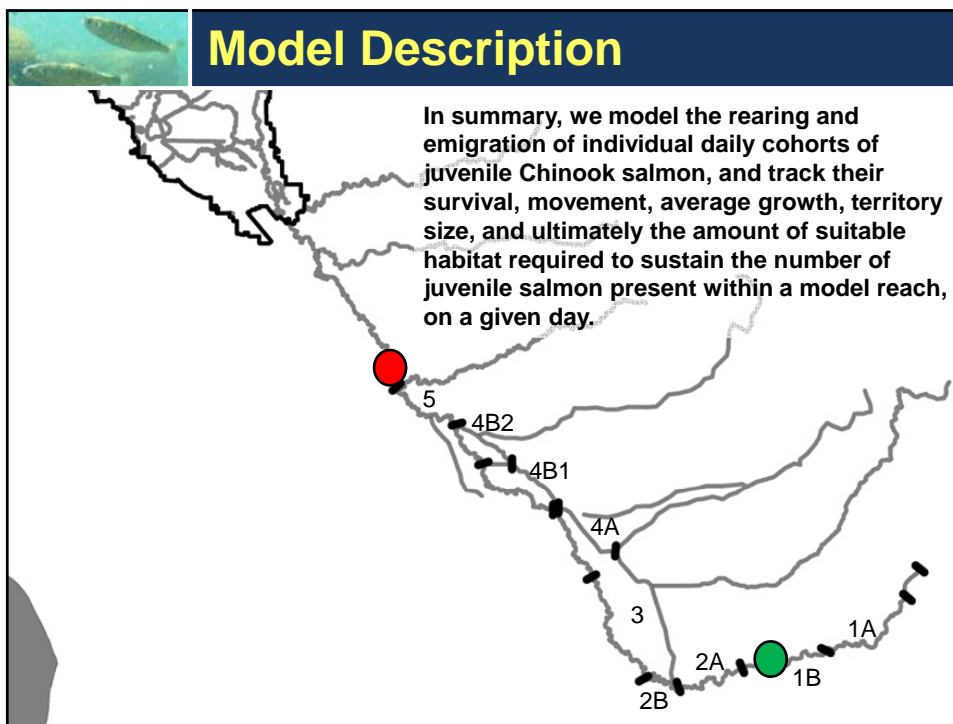 Model Description
In summary, we model the rearing and
emigration of individual daily cohorts of
juvenile Chinook salmon, and track their
survival, movement, average growth, territory
size, and ultimately the amount of suitable
habitat required to sustain the number of
juvenile salmon present within a model reach,
on a given day.
5
4B2
4B1
4A
3
1A
2A
1B
2B